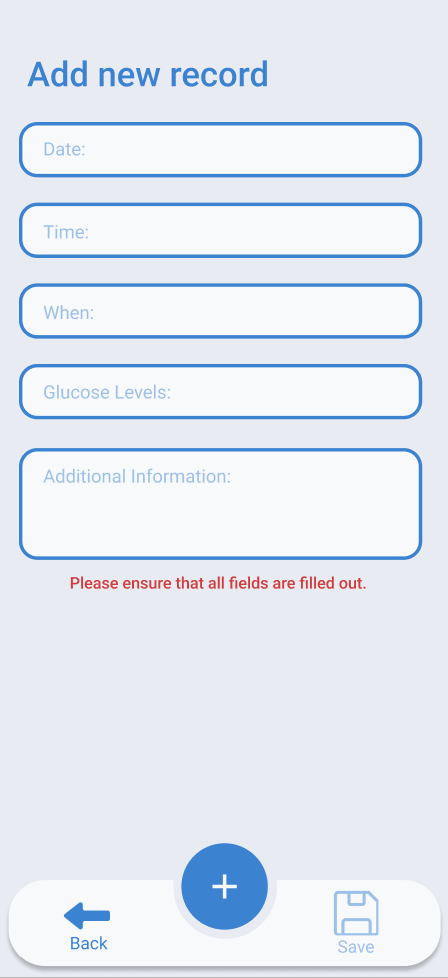 Add new record
Date:
Time:
When:
Glucose Levels:
Additional Information:
Please ensure that all fields are filled out.
+
Back
Save